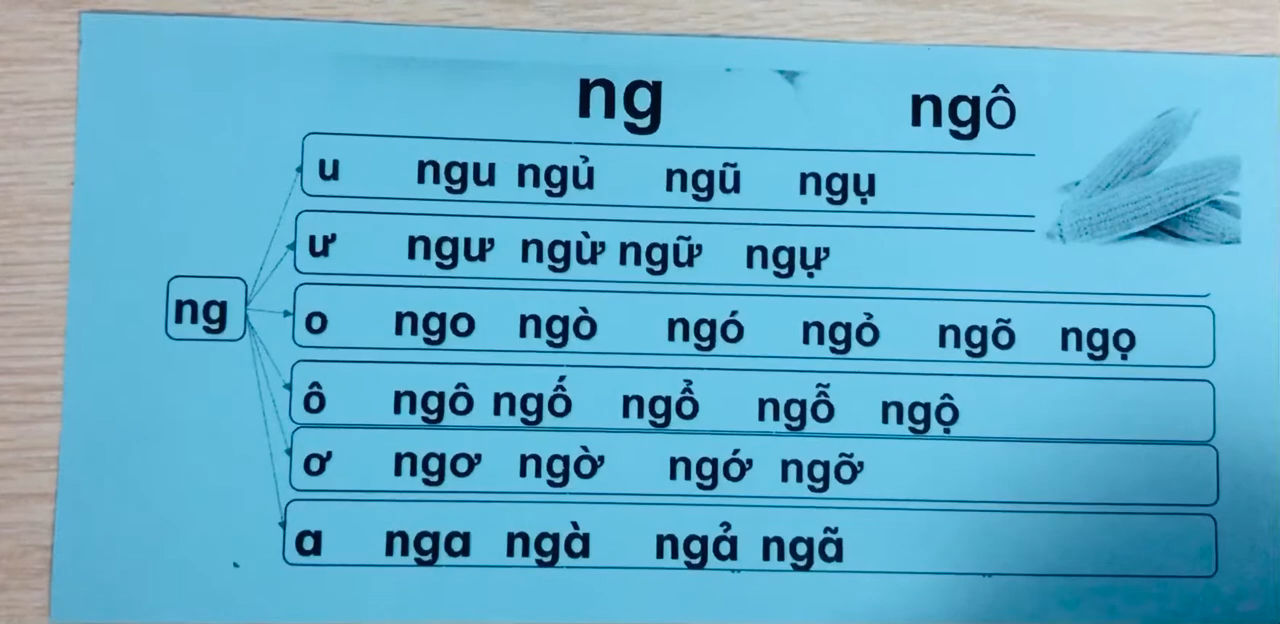 ng ngô
u ngu ngủ ngũ ngụ
ư ngư ngừ ngữ ngự
ng
o ngo ngò ngó ngỏ ngõ ngọ
ô ngô ngố ngổ ngỗ ngộ
ơ ngơ ngờ ngớ ngỡ
a nga ngà ngả ngã